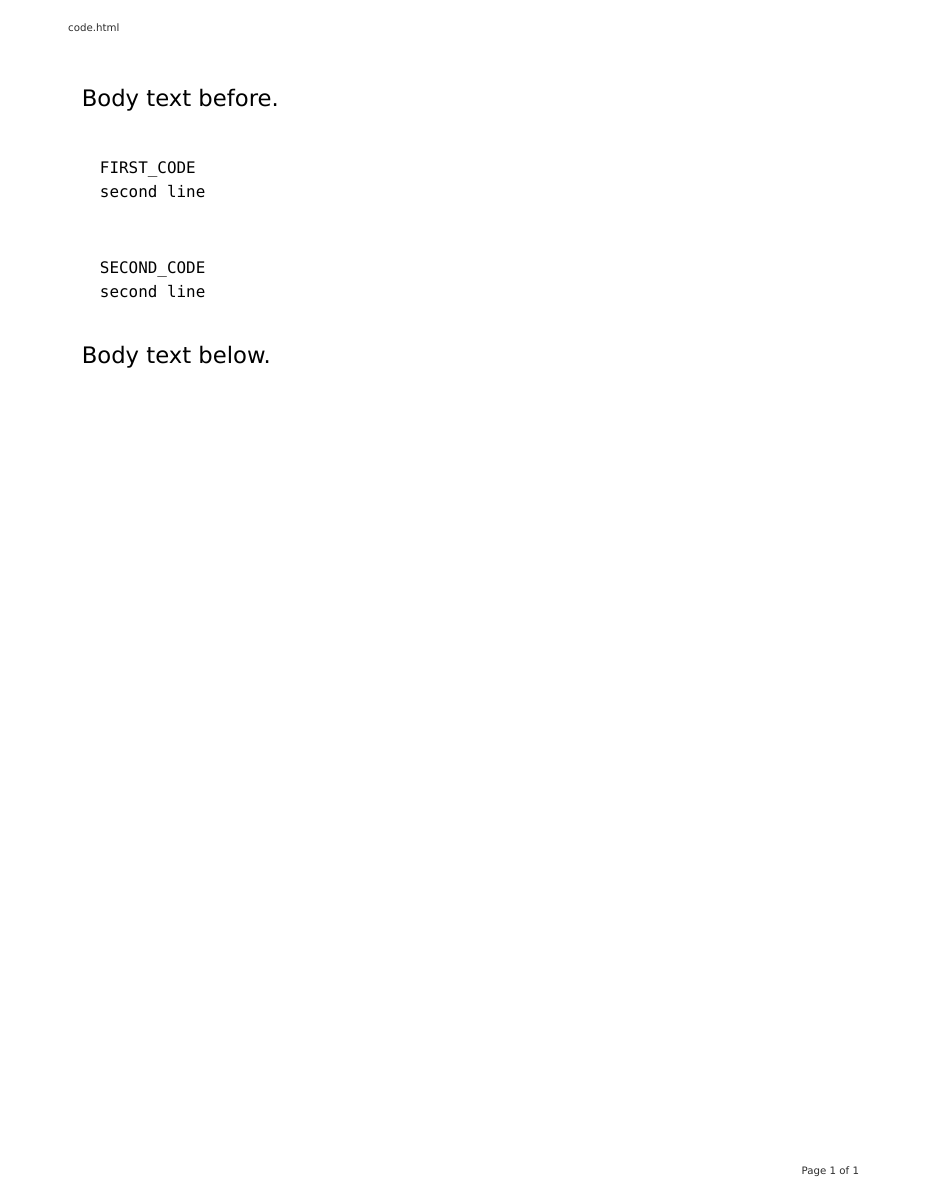 code.html
Body text before.
FIRST_CODE
second line
SECOND_CODE
second line
Body text below.
Page 1 of 1